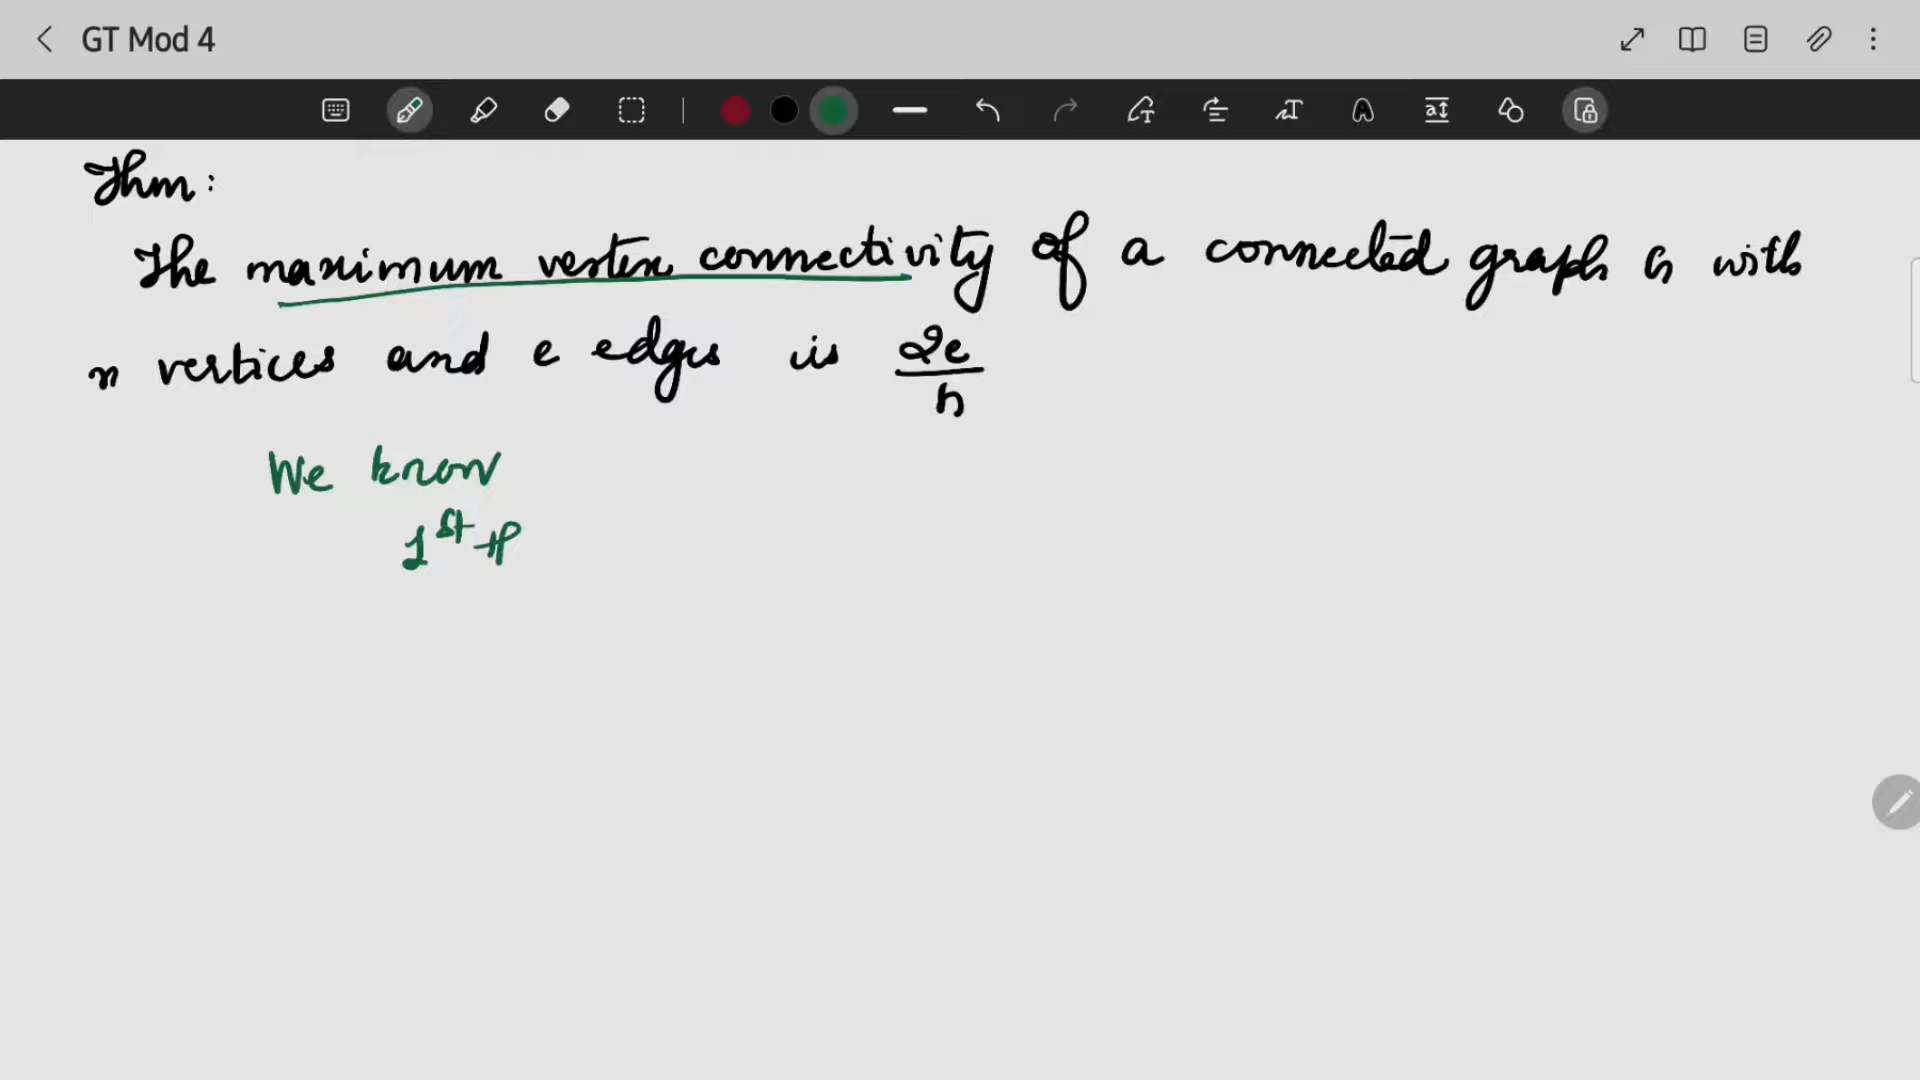 GT Mod 4
Thm:
The maximum vertex connectivity of a connected graph G with
n vertices and e edges is 2e/n
We know
1st